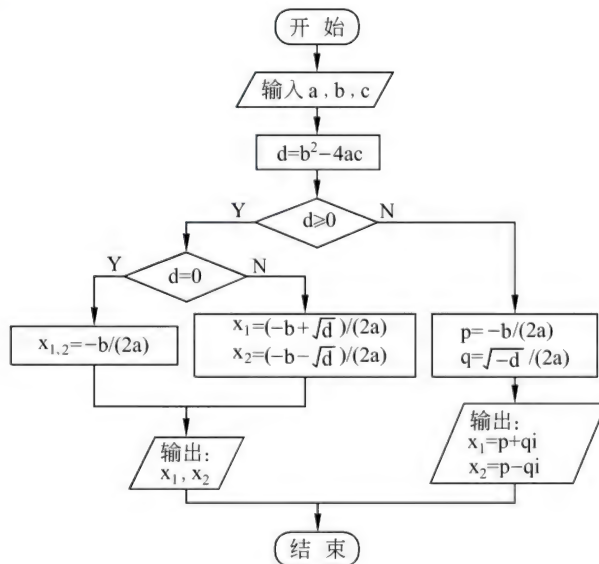 开 始
输入 a , b , c
d=b²−4ac
Y
d≥0
N
Y
d=0
N
x₁,₂=−b/(2a)
x₁=(−b+√d)/(2a)
x₂=(−b−√d)/(2a)
p=−b/(2a)
q=√−d/(2a)
输出:
x₁, x₂
输出:
x₁=p+qi
x₂=p−qi
结 束